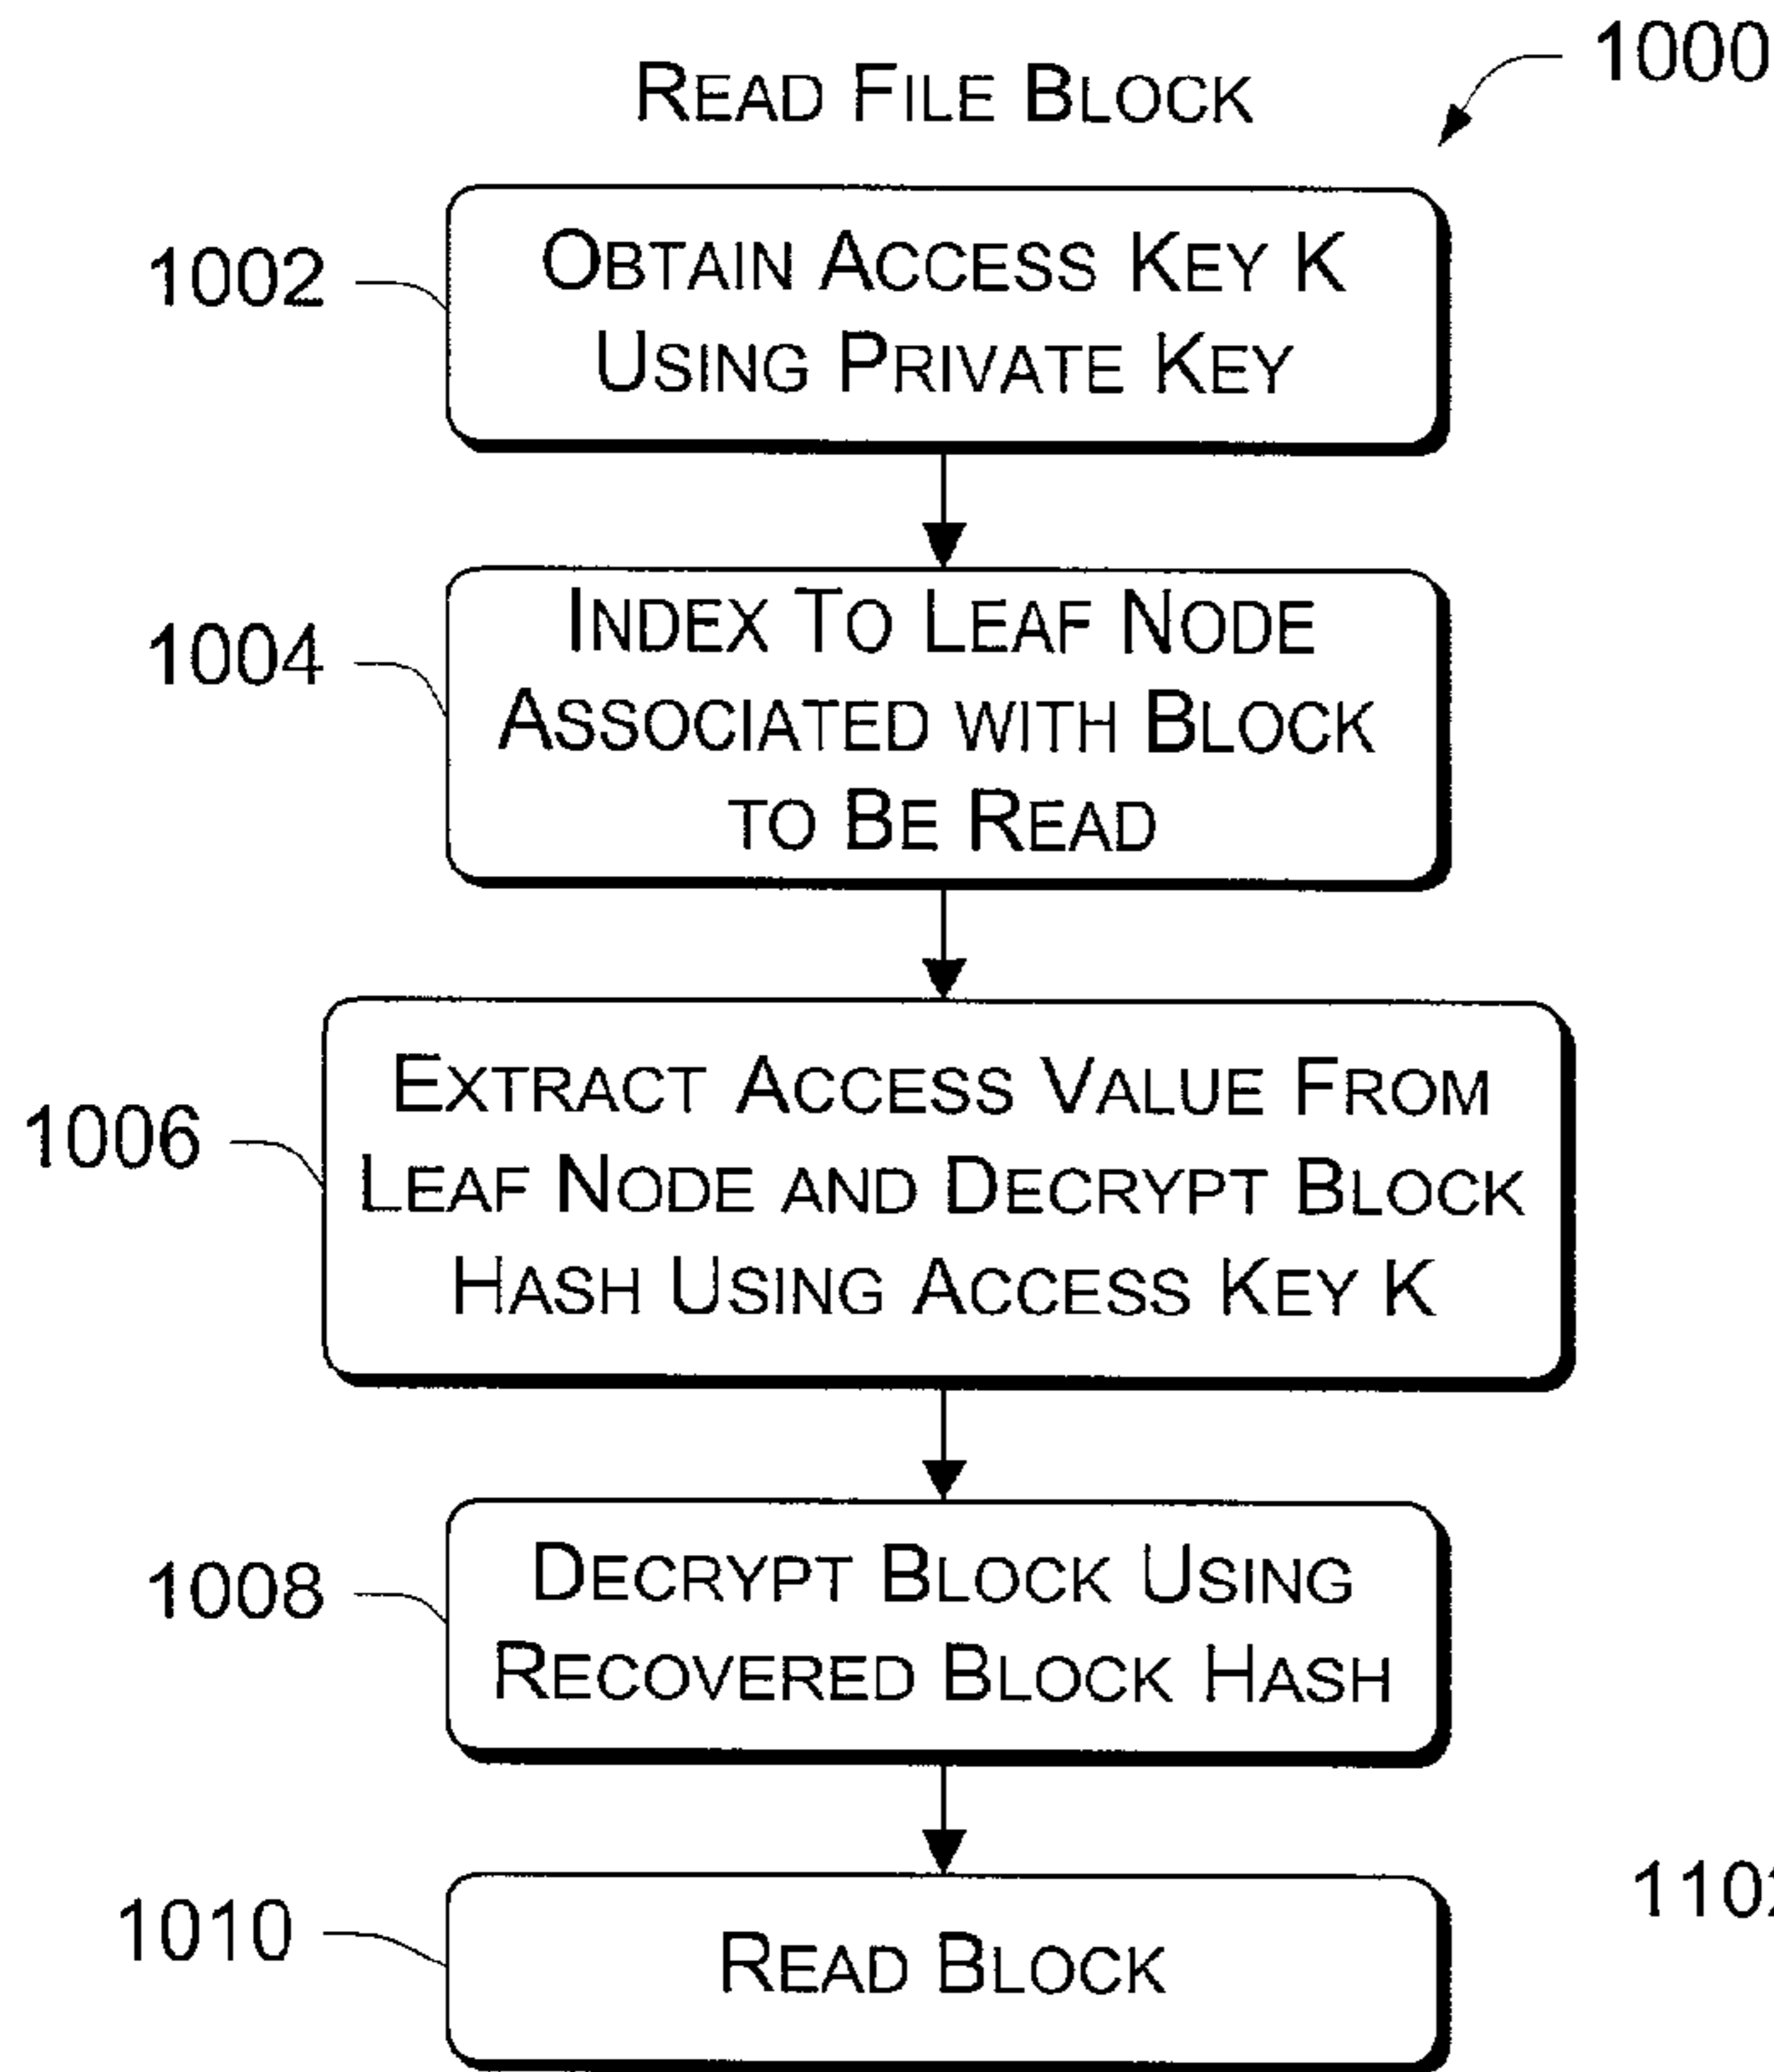 1000
READ FILE BLOCK
1002
OBTAIN ACCESS KEY K
USING PRIVATE KEY
1004
INDEX TO LEAF NODE
ASSOCIATED WITH BLOCK
TO BE READ
1006
EXTRACT ACCESS VALUE FROM
LEAF NODE AND DECRYPT BLOCK
HASH USING ACCESS KEY K
1008
DECRYPT BLOCK USING
RECOVERED BLOCK HASH
1010
READ BLOCK